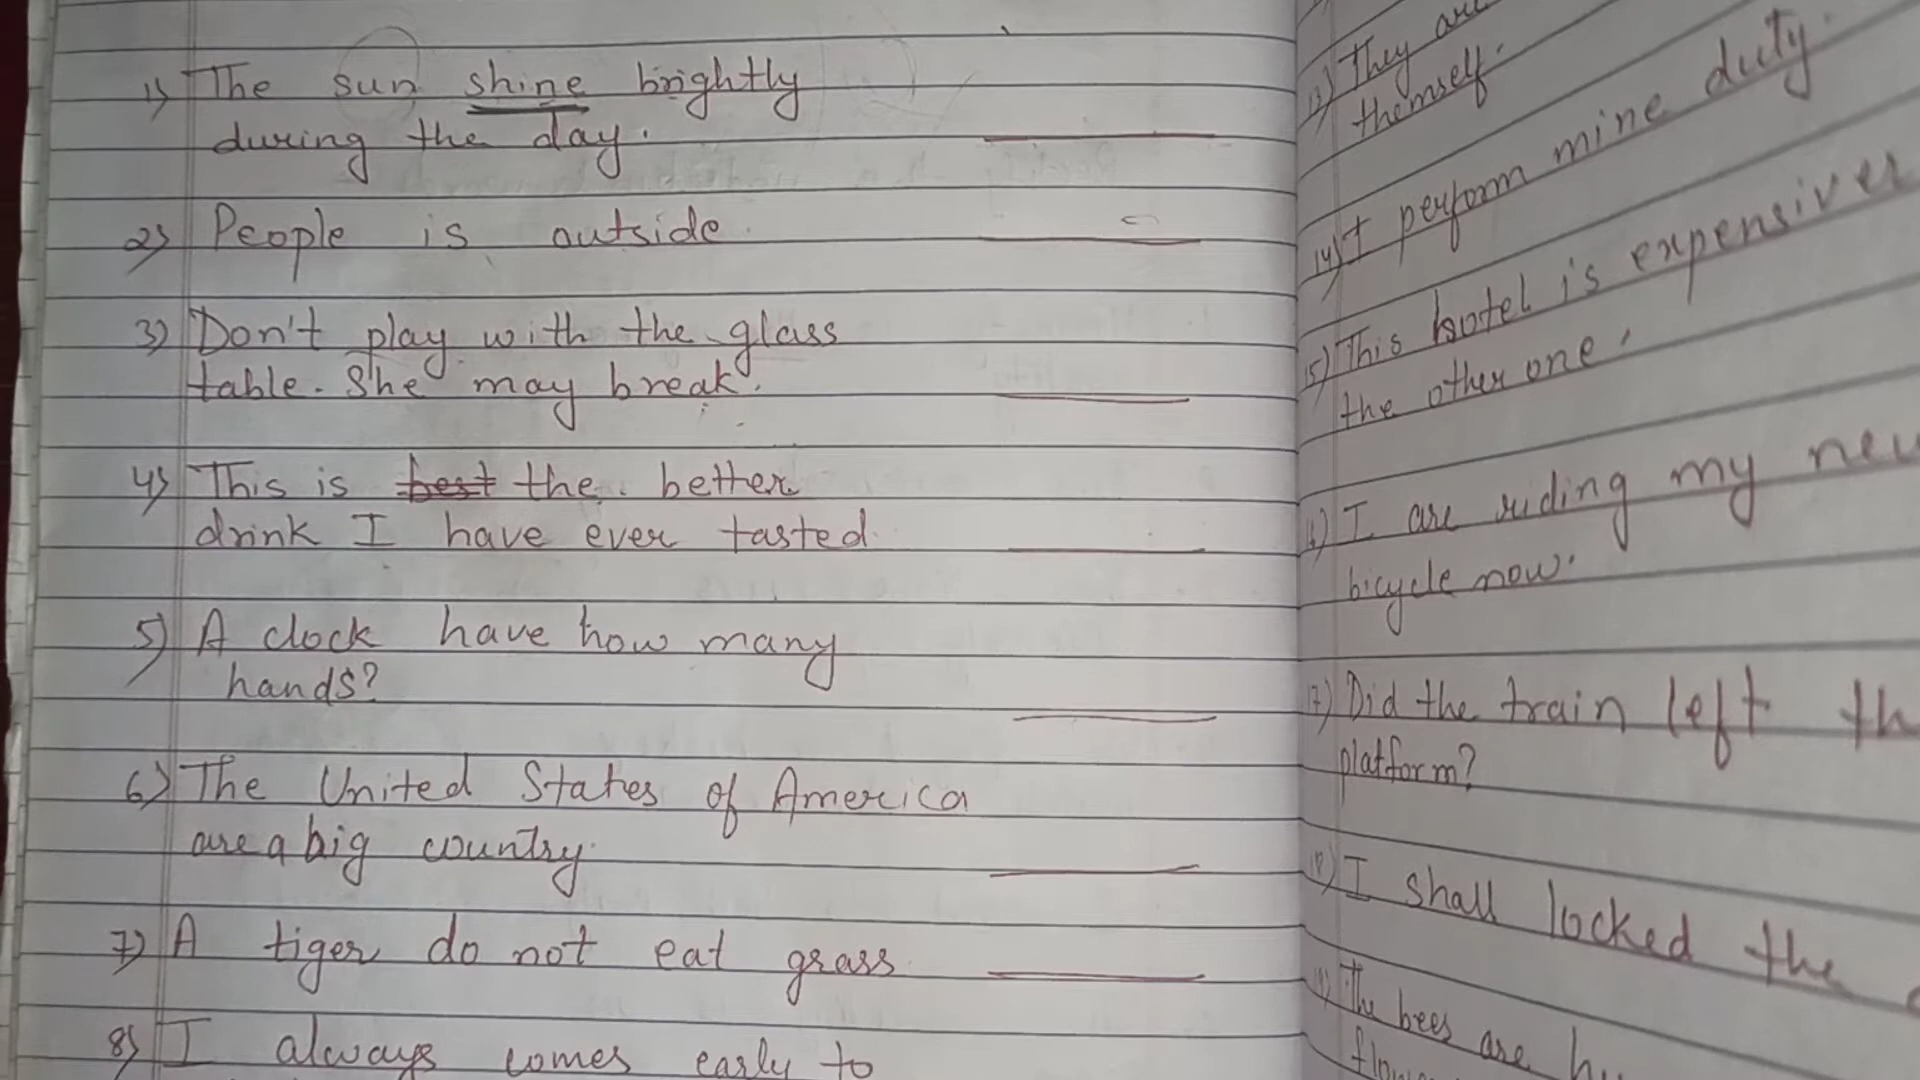 1) The sun shine brightly
during the day.
2) People is outside.
3) Don't play with the glass
table. She may break.
4) This is best the better
drink I have ever tasted.
5) A clock have how many
hands?
6) The United States of America
are a big country.
7) A tiger do not eat grass
8) I always comes early to
13) They are
themself.
14) I perform mine duty.
15) This hotel is expensiver
the other one.
I are riding my new
bicycle now.
17) Did the train left th
platform?
18) I shall locked the
The bees are